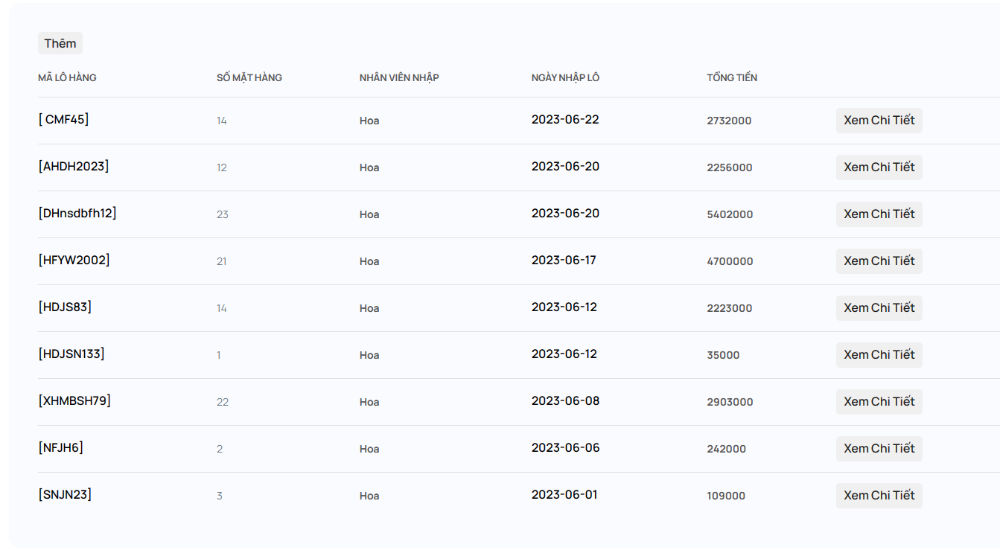 Thêm
MÃ LÔ HÀNG SỐ MẶT HÀNG NHÂN VIÊN NHẬP NGÀY NHẬP LÔ TỔNG TIỀN
[ CMF45] 14 Hoa 2023-06-22 2732000 Xem Chi Tiết
[AHDH2023] 12 Hoa 2023-06-20 2256000 Xem Chi Tiết
[DHnsdbfh12] 23 Hoa 2023-06-20 5402000 Xem Chi Tiết
[HFYW2002] 21 Hoa 2023-06-17 4700000 Xem Chi Tiết
[HDJS83] 14 Hoa 2023-06-12 2223000 Xem Chi Tiết
[HDJSN133] 1 Hoa 2023-06-12 35000 Xem Chi Tiết
[XHMBSH79] 22 Hoa 2023-06-08 2903000 Xem Chi Tiết
[NFJH6] 2 Hoa 2023-06-06 242000 Xem Chi Tiết
[SNJN23] 3 Hoa 2023-06-01 109000 Xem Chi Tiết